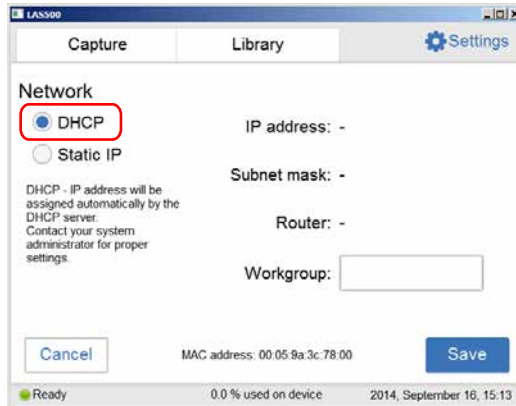 LAS500
Capture
Library
Settings
Network
DHCP
Static IP
DHCP - IP address will be
assigned automatically by the
DHCP server.
Contact your system
administrator for proper
settings.
IP address: -
Subnet mask: -
Router: -
Workgroup:
Cancel
MAC address: 00:05:9a:3c:78:00
Save
Ready
0.0 % used on device
2014, September 16, 15:13